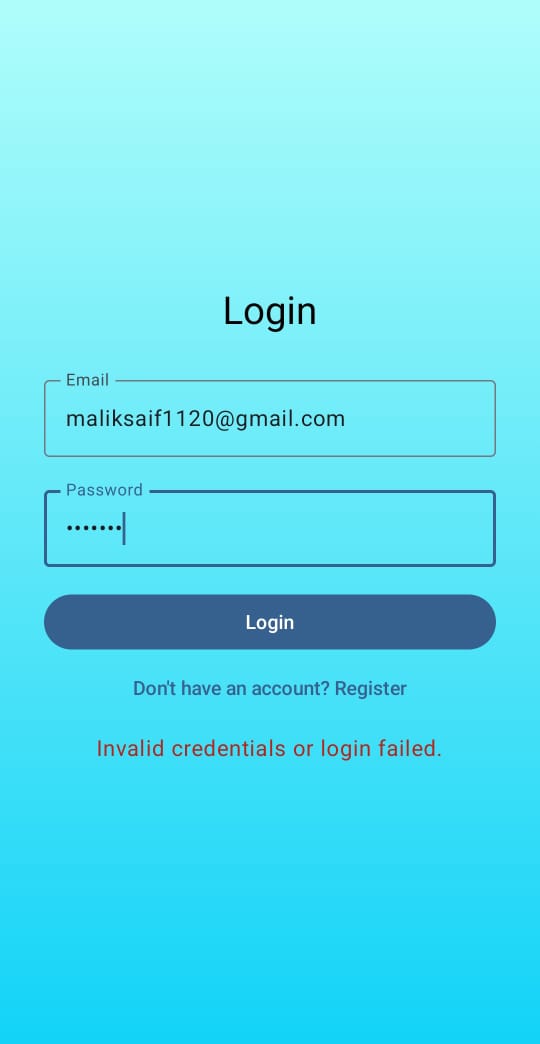 Login
Email
maliksaif1120@gmail.com
Password
•••••••
Login
Don't have an account? Register
Invalid credentials or login failed.